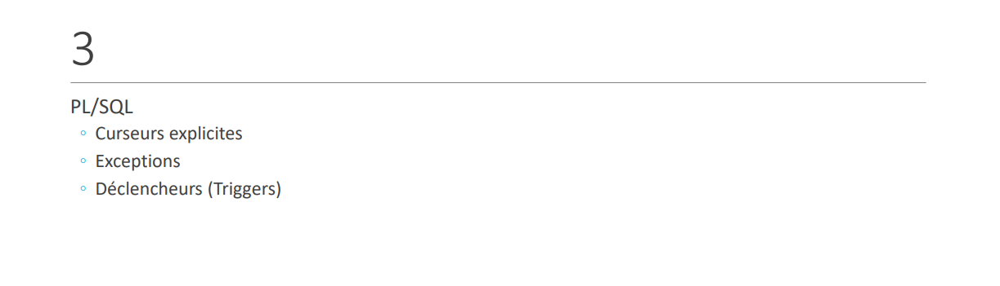 3
PL/SQL
◦ Curseurs explicites
◦ Exceptions
◦ Déclencheurs (Triggers)